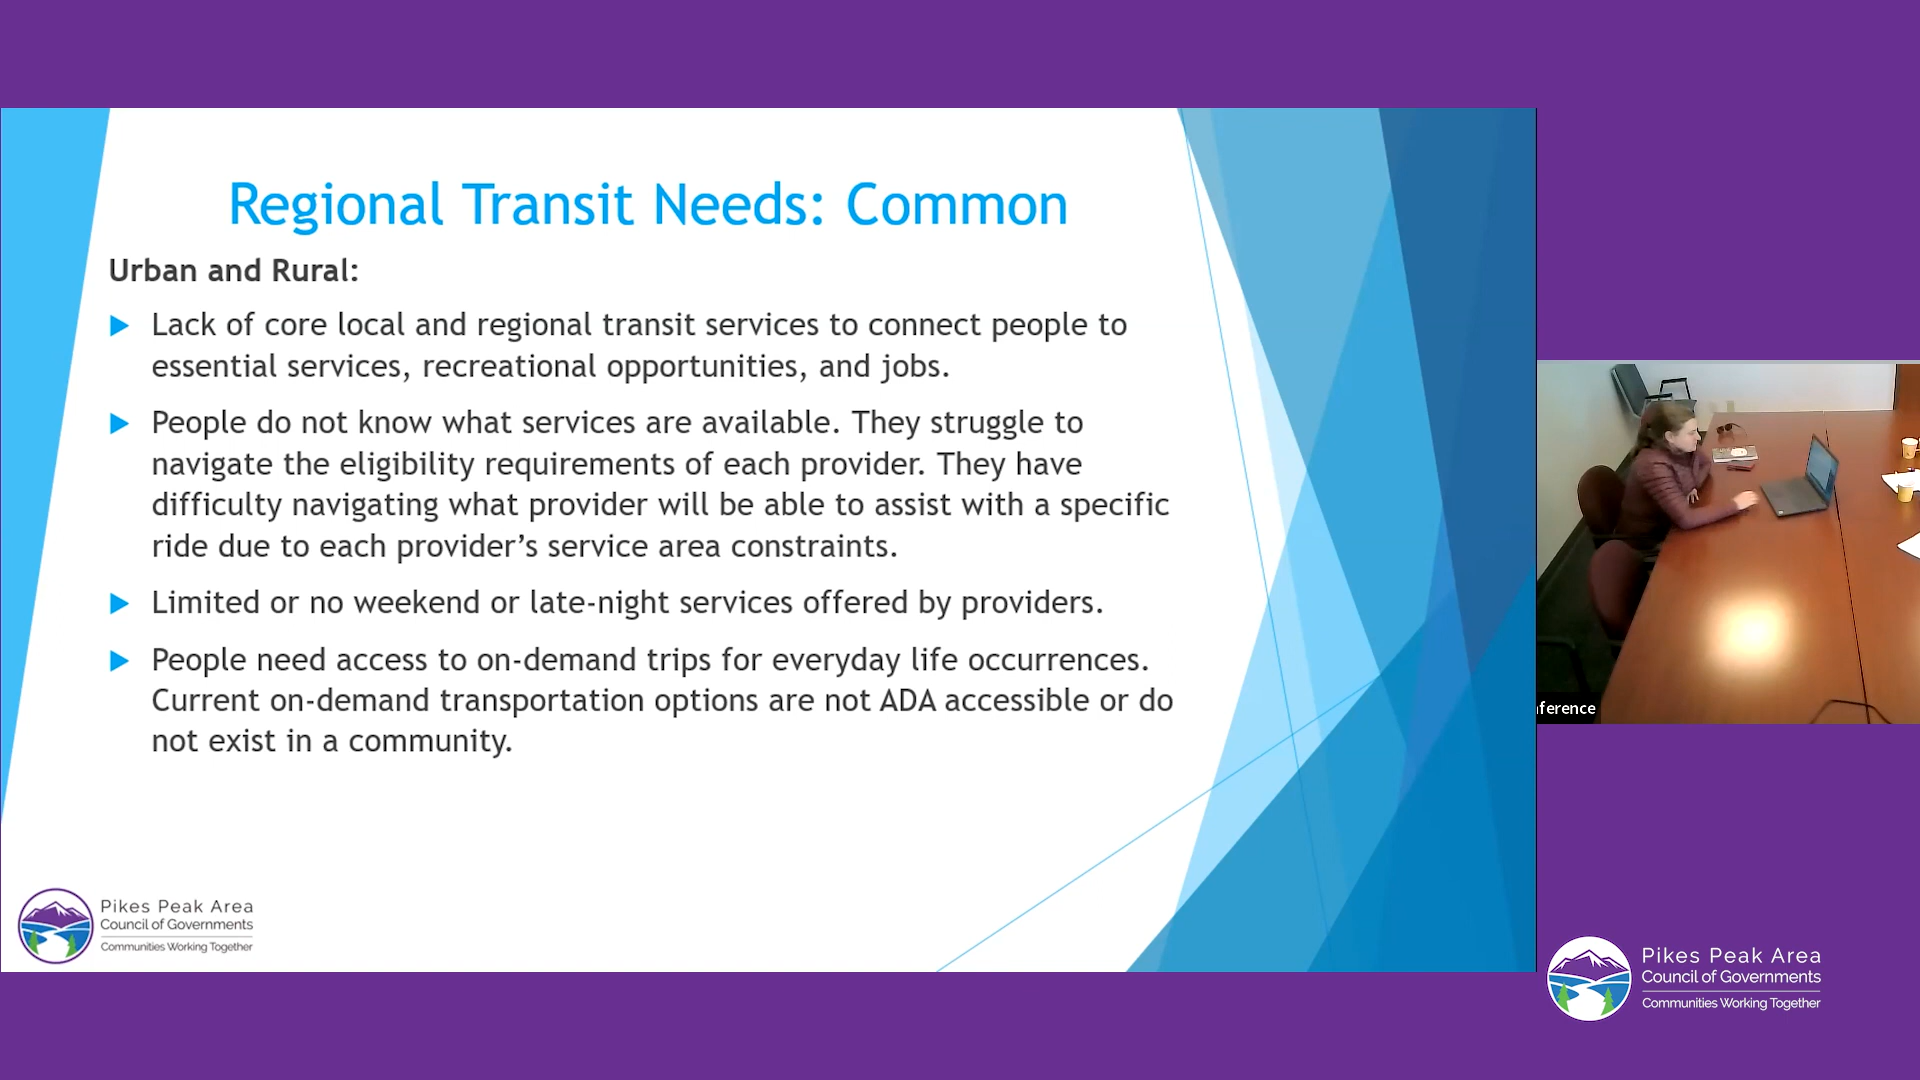 Regional Transit Needs: Common
Urban and Rural:
Lack of core local and regional transit services to connect people to
essential services, recreational opportunities, and jobs.
People do not know what services are available. They struggle to
navigate the eligibility requirements of each provider. They have
difficulty navigating what provider will be able to assist with a specific
ride due to each provider’s service area constraints.
Limited or no weekend or late-night services offered by providers.
People need access to on-demand trips for everyday life occurrences.
Current on-demand transportation options are not ADA accessible or do
not exist in a community.
Pikes Peak Area
Council of Governments
Communities Working Together
Pikes Peak Area
Council of Governments
Communities Working Together